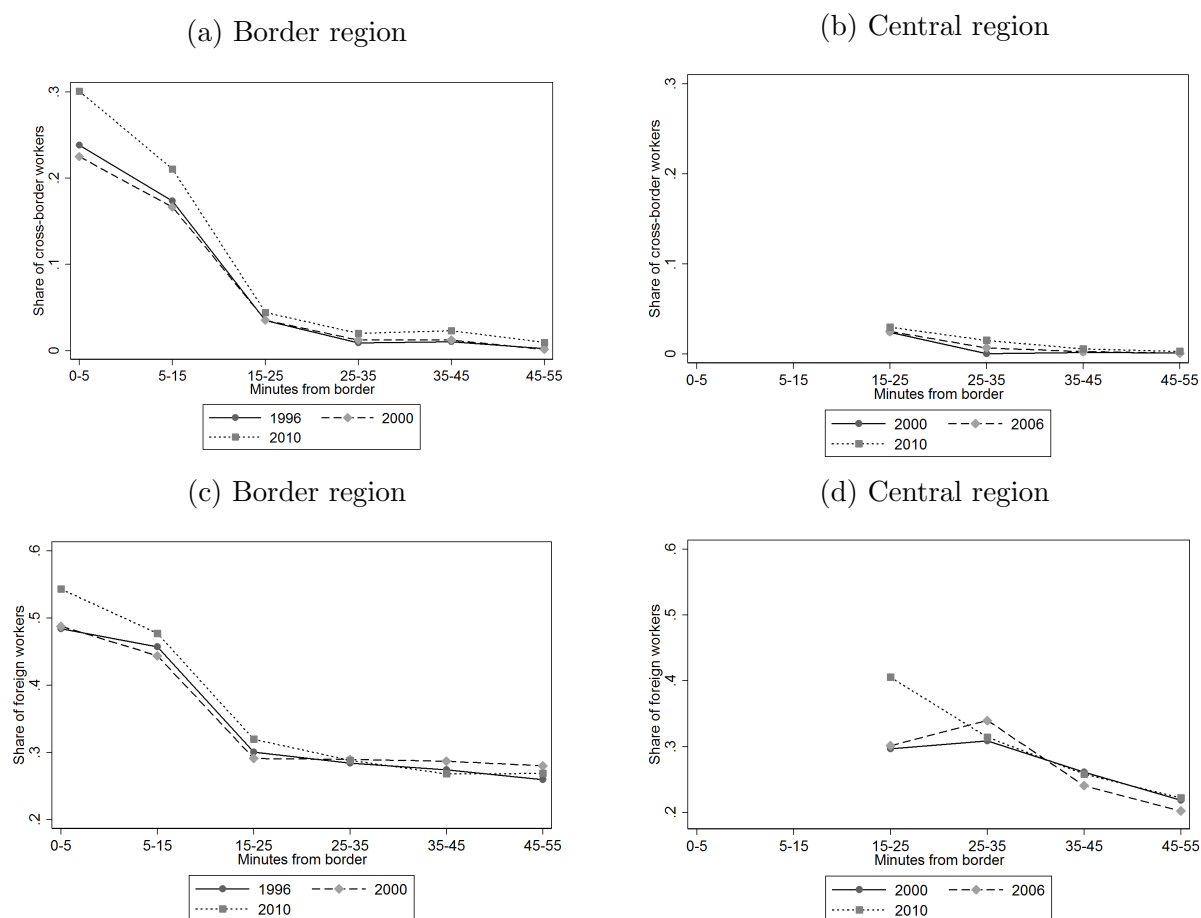 (a) Border region
Share of cross-border workers
.3
.2
.1
0
0-5 5-15 15-25 25-35 35-45 45-55
Minutes from border
1996 2000
2010
(b) Central region
Share of cross-border workers
.3
.2
.1
0
0-5 5-15 15-25 25-35 35-45 45-55
Minutes from border
2000 2006
2010
(c) Border region
Share of foreign workers
.6
.5
.4
.3
.2
0-5 5-15 15-25 25-35 35-45 45-55
Minutes from border
1996 2000
2010
(d) Central region
Share of foreign workers
.6
.5
.4
.3
.2
0-5 5-15 15-25 25-35 35-45 45-55
Minutes from border
2000 2006
2010